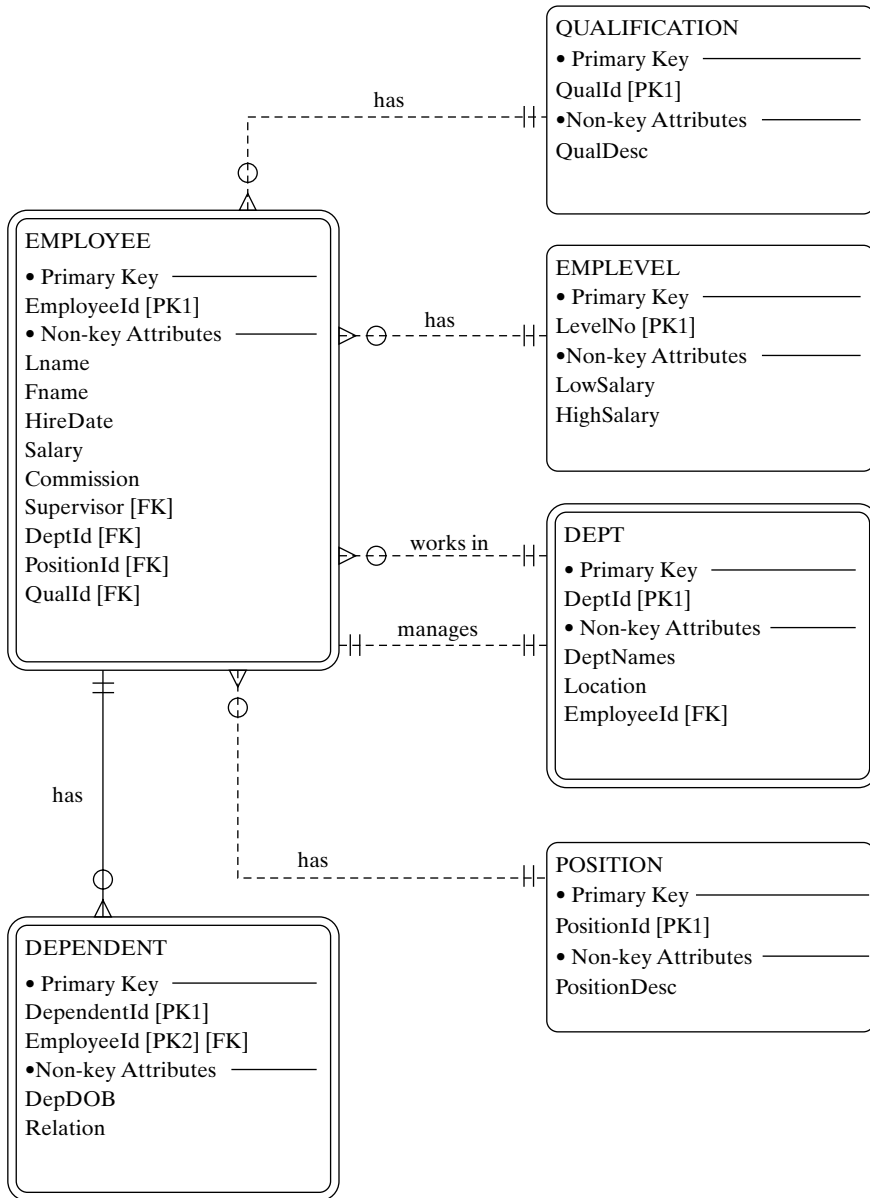 QUALIFICATION
• Primary Key
QualId [PK1]
•Non-key Attributes
QualDesc
has
EMPLOYEE
• Primary Key
EmployeeId [PK1]
• Non-key Attributes
Lname
Fname
HireDate
Salary
Commission
Supervisor [FK]
DeptId [FK]
PositionId [FK]
QualId [FK]
has
EMPLEVEL
• Primary Key
LevelNo [PK1]
•Non-key Attributes
LowSalary
HighSalary
works in
manages
DEPT
• Primary Key
DeptId [PK1]
• Non-key Attributes
DeptNames
Location
EmployeeId [FK]
has
has
POSITION
• Primary Key
PositionId [PK1]
• Non-key Attributes
PositionDesc
DEPENDENT
• Primary Key
DependentId [PK1]
EmployeeId [PK2] [FK]
•Non-key Attributes
DepDOB
Relation